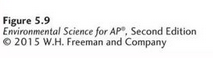 Figure 5.9
Environmental Science for AP®, Second Edition
© 2015 W.H. Freeman and Company